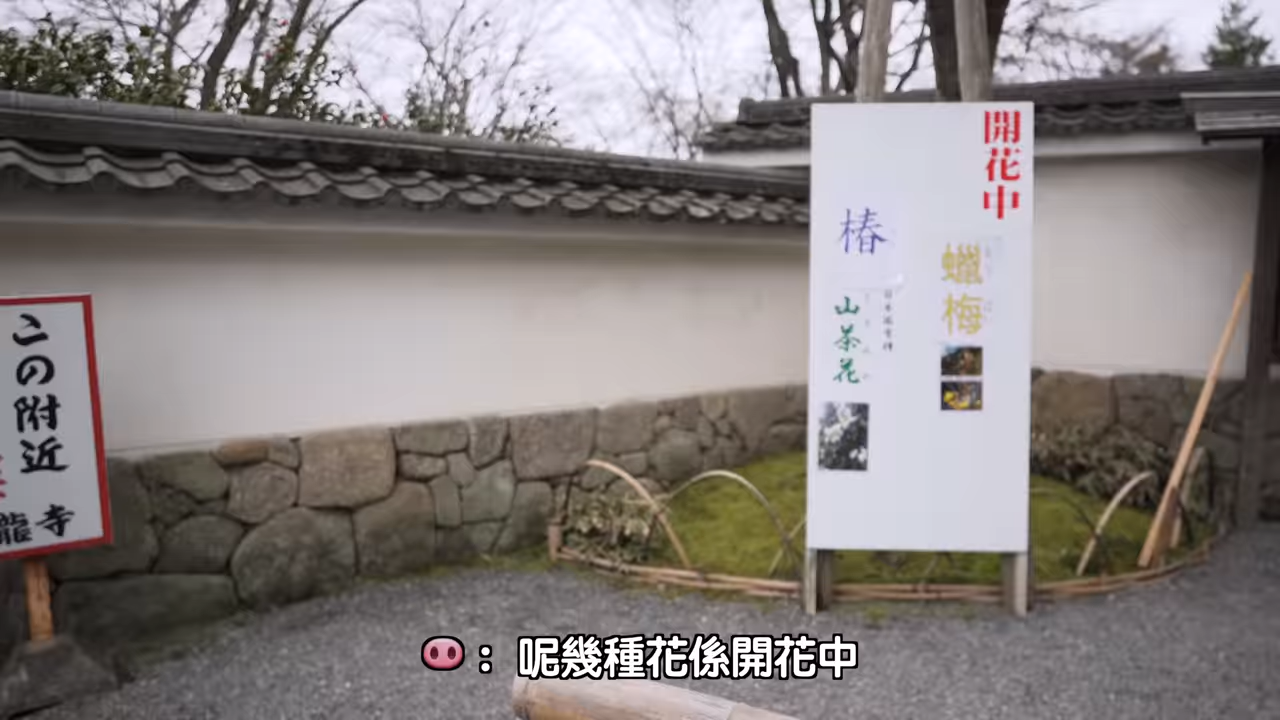 開花中
蠟梅
椿
山茶花
この附近
龍寺
🐽：呢幾種花係開花中